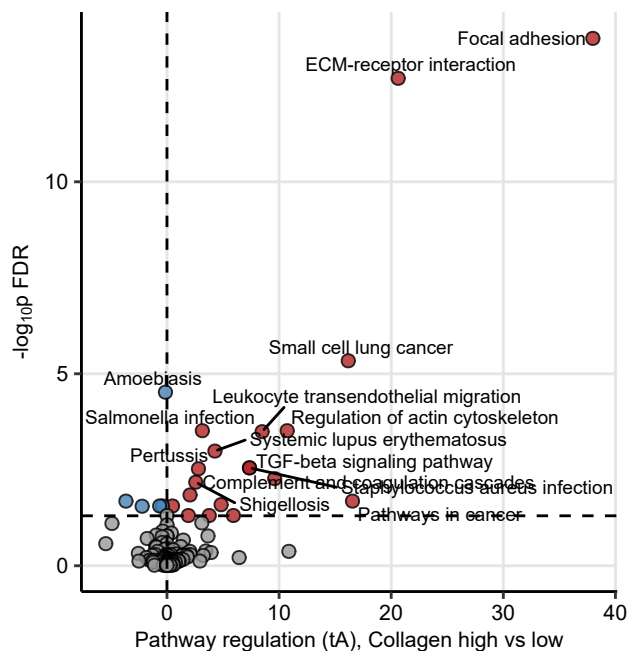 Focal adhesion
ECM-receptor interaction
10
Small cell lung cancer
5
Amoebiasis
Leukocyte transendothelial migration
Salmonella infection
Regulation of actin cytoskeleton
Systemic lupus erythematosus
Pertussis
TGF-beta signaling pathway
Complement and coagulation cascades
Staphylococcus aureus infection
Shigellosis
Pathways in cancer
0
-log₁₀p FDR
0 10 20 30 40
Pathway regulation (tA), Collagen high vs low